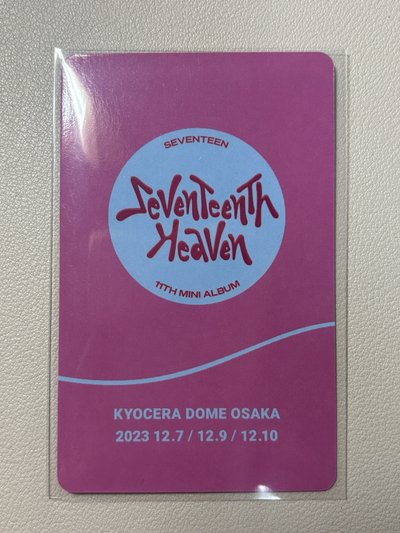 SEVENTEEN
SevenTeenTh
Heaven
11TH MINI ALBUM
KYOCERA DOME OSAKA
2023 12.7 / 12.9 / 12.10